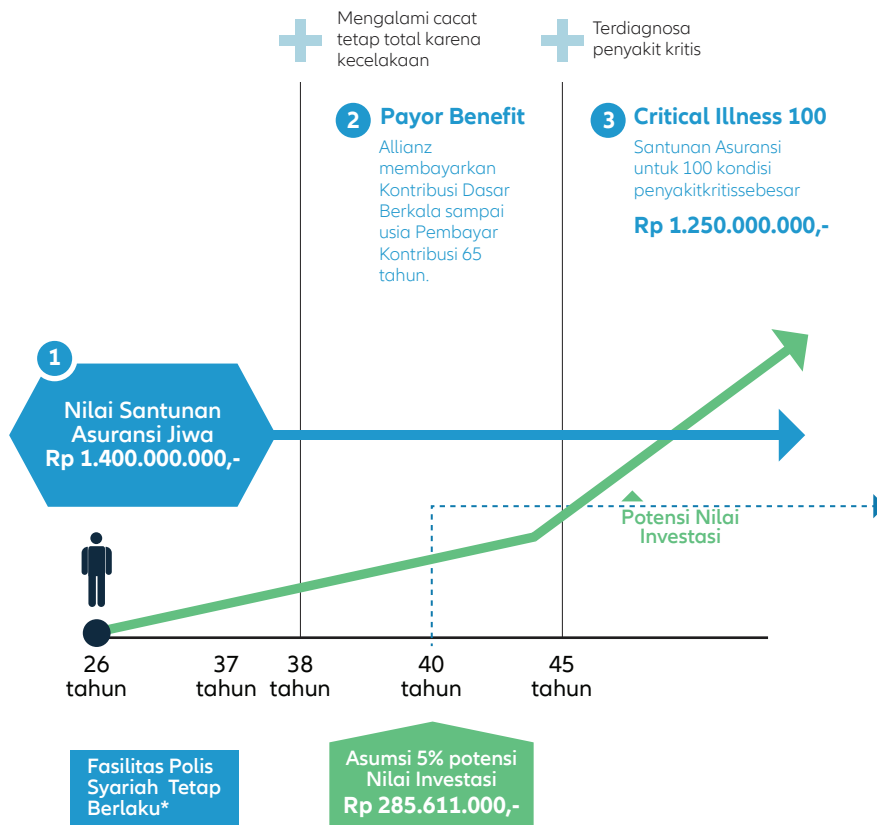 Mengalami cacat
tetap total karena
kecelakaan
Terdiagnosa
penyakit kritis
2 Payor Benefit
Allianz
membayarkan
Kontribusi Dasar
Berkala sampai
usia Pembayar
Kontribusi 65
tahun.
3 Critical Illness 100
Santunan Asuransi
untuk 100 kondisi
penyakitkritissebesar
Rp 1.250.000.000,-
1
Nilai Santunan
Asuransi Jiwa
Rp 1.400.000.000,-
Potensi Nilai
Investasi
26
tahun
37
tahun
38
tahun
40
tahun
45
tahun
Fasilitas Polis
Syariah Tetap
Berlaku*
Asumsi 5% potensi
Nilai Investasi
Rp 285.611.000,-